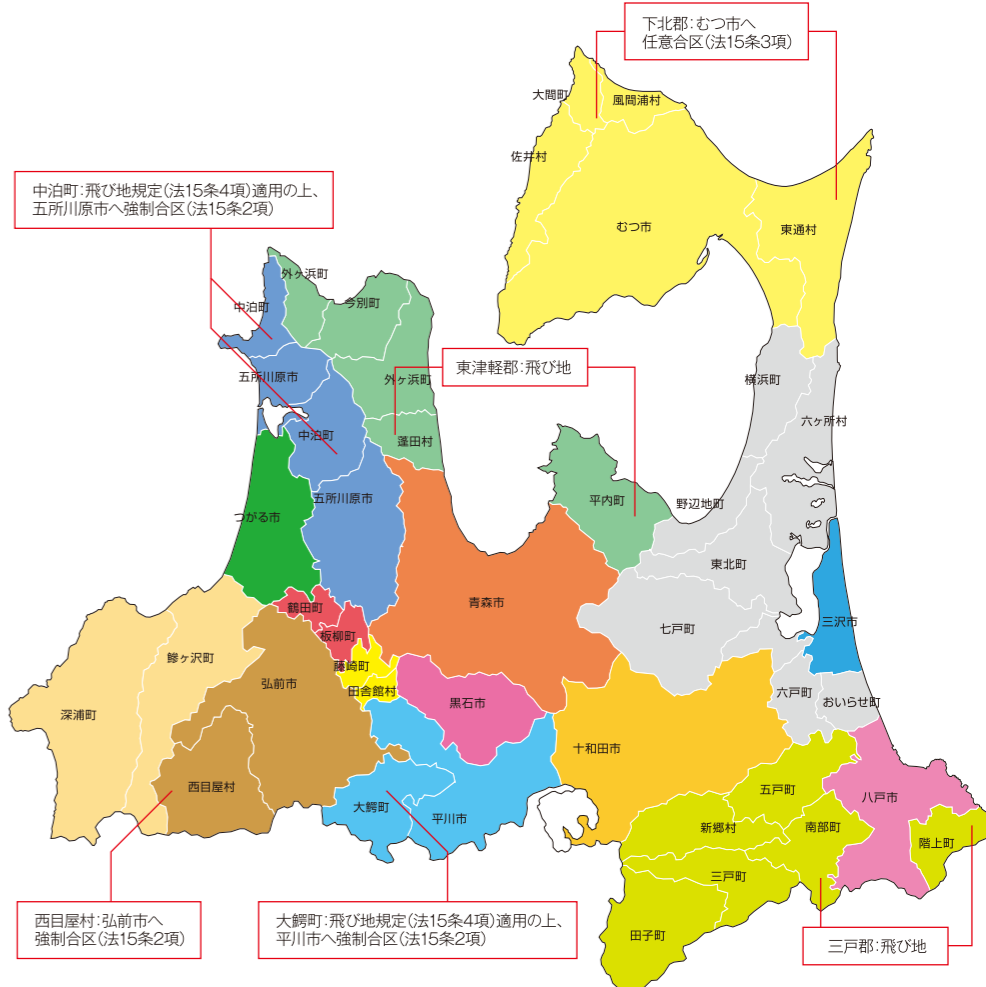 下北郡：むつ市へ
任意合区(法15条3項)
大間町
風間浦村
佐井村
中泊町：飛び地規定(法15条4項)適用の上、
五所川原市へ強制合区(法15条2項)
むつ市
東通村
外ヶ浜町
中泊町
今別町
東津軽郡：飛び地
五所川原市
外ヶ浜町
横浜町
六ヶ所村
中泊町
蓬田村
五所川原市
平内町
野辺地町
つがる市
東北町
青森市
鶴田町
七戸町
三沢市
板柳町
鰺ヶ沢町
藤崎町
弘前市
田舎館村
黒石市
六戸町
おいらせ町
深浦町
十和田市
西目屋村
五戸町
八戸市
大鰐町
平川市
新郷村
南部町
階上町
三戸町
西目屋村：弘前市へ
強制合区(法15条2項)
大鰐町：飛び地規定(法15条4項)適用の上、
平川市へ強制合区(法15条2項)
田子町
三戸郡：飛び地